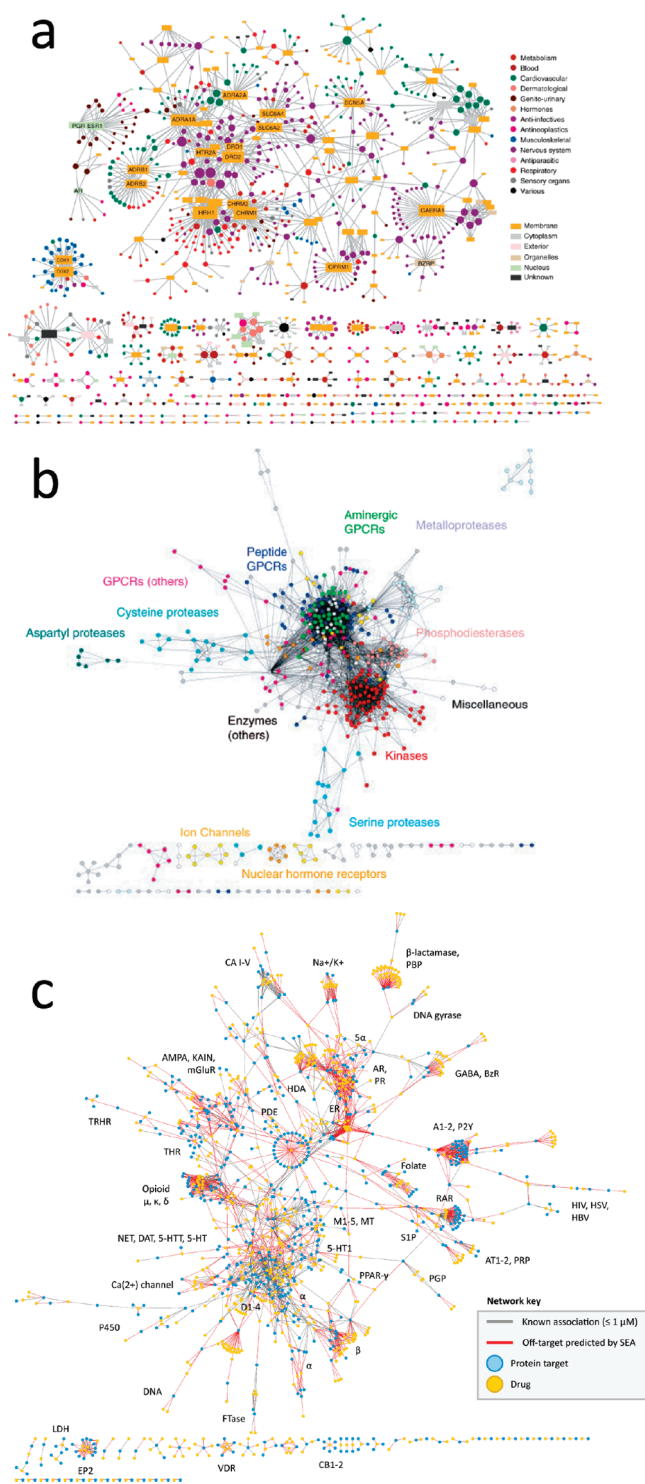 a
Metabolism
Blood
Cardiovascular
Dermatological
Genito-urinary
Hormones
Anti-infectives
Antineoplastics
Musculoskeletal
Nervous system
Antiparasitic
Respiratory
Sensory organs
Various
ADRA2A
SCN5A
PGR ESR1
ADRA1A
SLC6A1
SLC6A2
DRD1
HTR2A
DRD2
ADRB1
ADRB2
AR
CHRM2
HRH1
CHRM1
GABRA1
Membrane
Cytoplasm
Exterior
Organelles
Nucleus
Unknown
COX1
COX2
OPRM1
BZRP
b
Aminergic
GPCRs
Metalloproteases
Peptide
GPCRs
GPCRs (others)
Cysteine proteases
Aspartyl proteases
Phosphodiesterases
Enzymes
(others)
Miscellaneous
Kinases
Serine proteases
Ion Channels
Nuclear hormone receptors
c
CA I-V
Na+/K+
β-lactamase,
PBP
DNA gyrase
5α
AMPA, KAIN,
mGluR
AR,
PR
GABA, BzR
HDA
PDE
ER
TRHR
A1-2, P2Y
THR
Folate
Opioid
μ, κ, δ
RAR
HIV, HSV,
HBV
M1-5, MT
S1P
NET, DAT, 5-HTT, 5-HT
5-HT1
AT1-2, PRP
PPAR-γ
PGP
Ca(2+) channel
α
D1-4
P450
β
α
DNA
FTase
Network key
Known association (≤ 1 μM)
Off-target predicted by SEA
Protein target
Drug
LDH
EP2
VDR
CB1-2